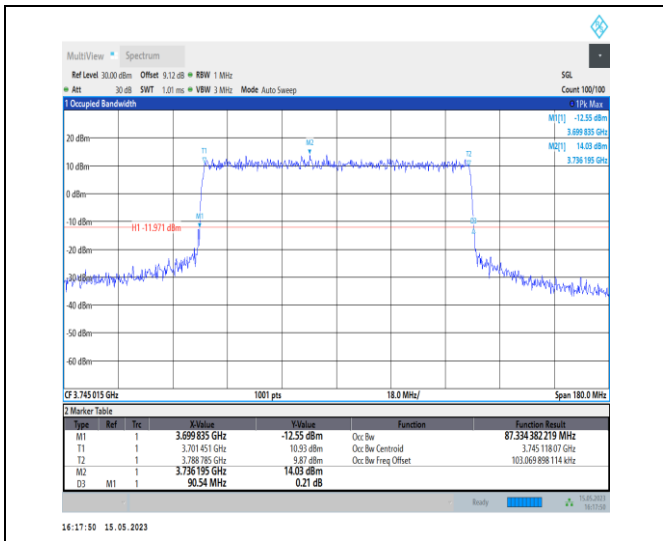 MultiView Spectrum
Ref Level 30.00 dBm Offset 9.12 dB RBW 1 MHz SGL
Att 30 dB SWT 1.01 ms VBW 3 MHz Mode Auto Sweep Count 100/100
1 Occupied Bandwidth 1Pk Max
M1[1] -12.55 dBm
3.699 835 GHz
M2[1] 14.03 dBm
3.736 195 GHz
20 dBm
M2
T1 T2
10 dBm
0 dBm
-10 dBm
M1 D3
H1 -11.971 dBm
-20 dBm
-30 dBm
-40 dBm
-50 dBm
-60 dBm
CF 3.745 015 GHz 1001 pts 18.0 MHz/ Span 180.0 MHz
2 Marker Table
Type Ref Trc X-Value Y-Value Function Function Result
M1 1 3.699 835 GHz -12.55 dBm Occ Bw 87.334 382 219 MHz
T1 1 3.701 451 GHz 10.93 dBm Occ Bw Centroid 3.745 118 07 GHz
T2 1 3.788 785 GHz 9.87 dBm Occ Bw Freq Offset 103.069 898 114 kHz
M2 1 3.736 195 GHz 14.03 dBm
D3 M1 1 90.54 MHz 0.21 dB
Ready 15.05.2023
16:17:50
16:17:50 15.05.2023